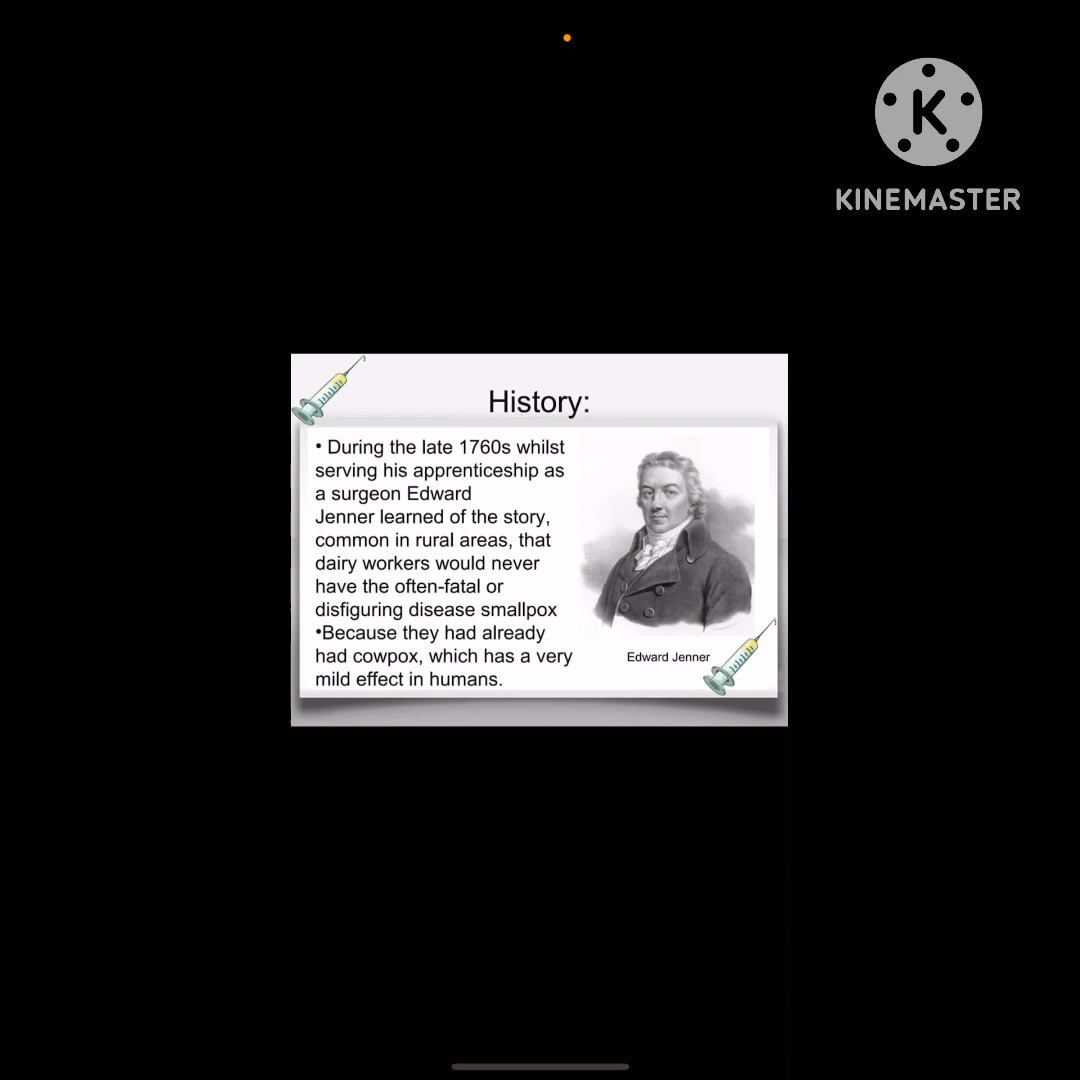 K
KINEMASTER
History:
• During the late 1760s whilst
serving his apprenticeship as
a surgeon Edward
Jenner learned of the story,
common in rural areas, that
dairy workers would never
have the often-fatal or
disfiguring disease smallpox
•Because they had already
had cowpox, which has a very
mild effect in humans.
Edward Jenner